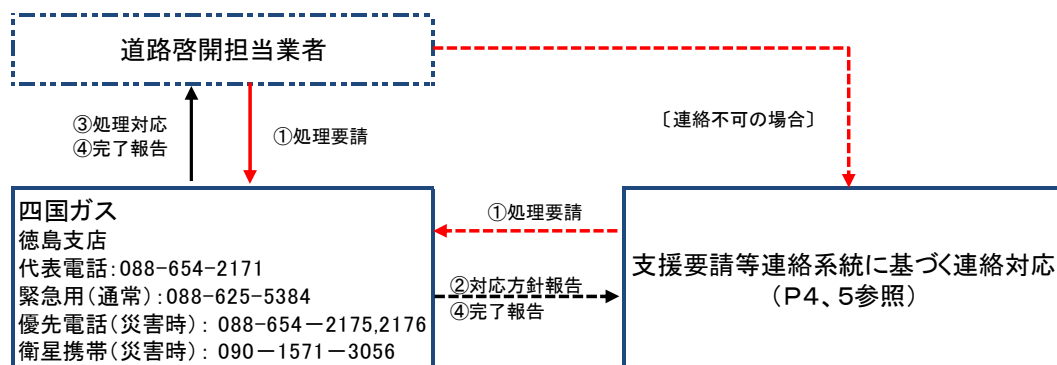 道路啓開担当業者
③処理対応
④完了報告
①処理要請
〔連絡不可の場合〕
四国ガス
徳島支店
代表電話:088-654-2171
緊急用(通常):088-625-5384
優先電話(災害時): 088-654－2175,2176
衛星携帯(災害時): 090－1571－3056
①処理要請
②対応方針報告
④完了報告
支援要請等連絡系統に基づく連絡対応
(P4、5参照)